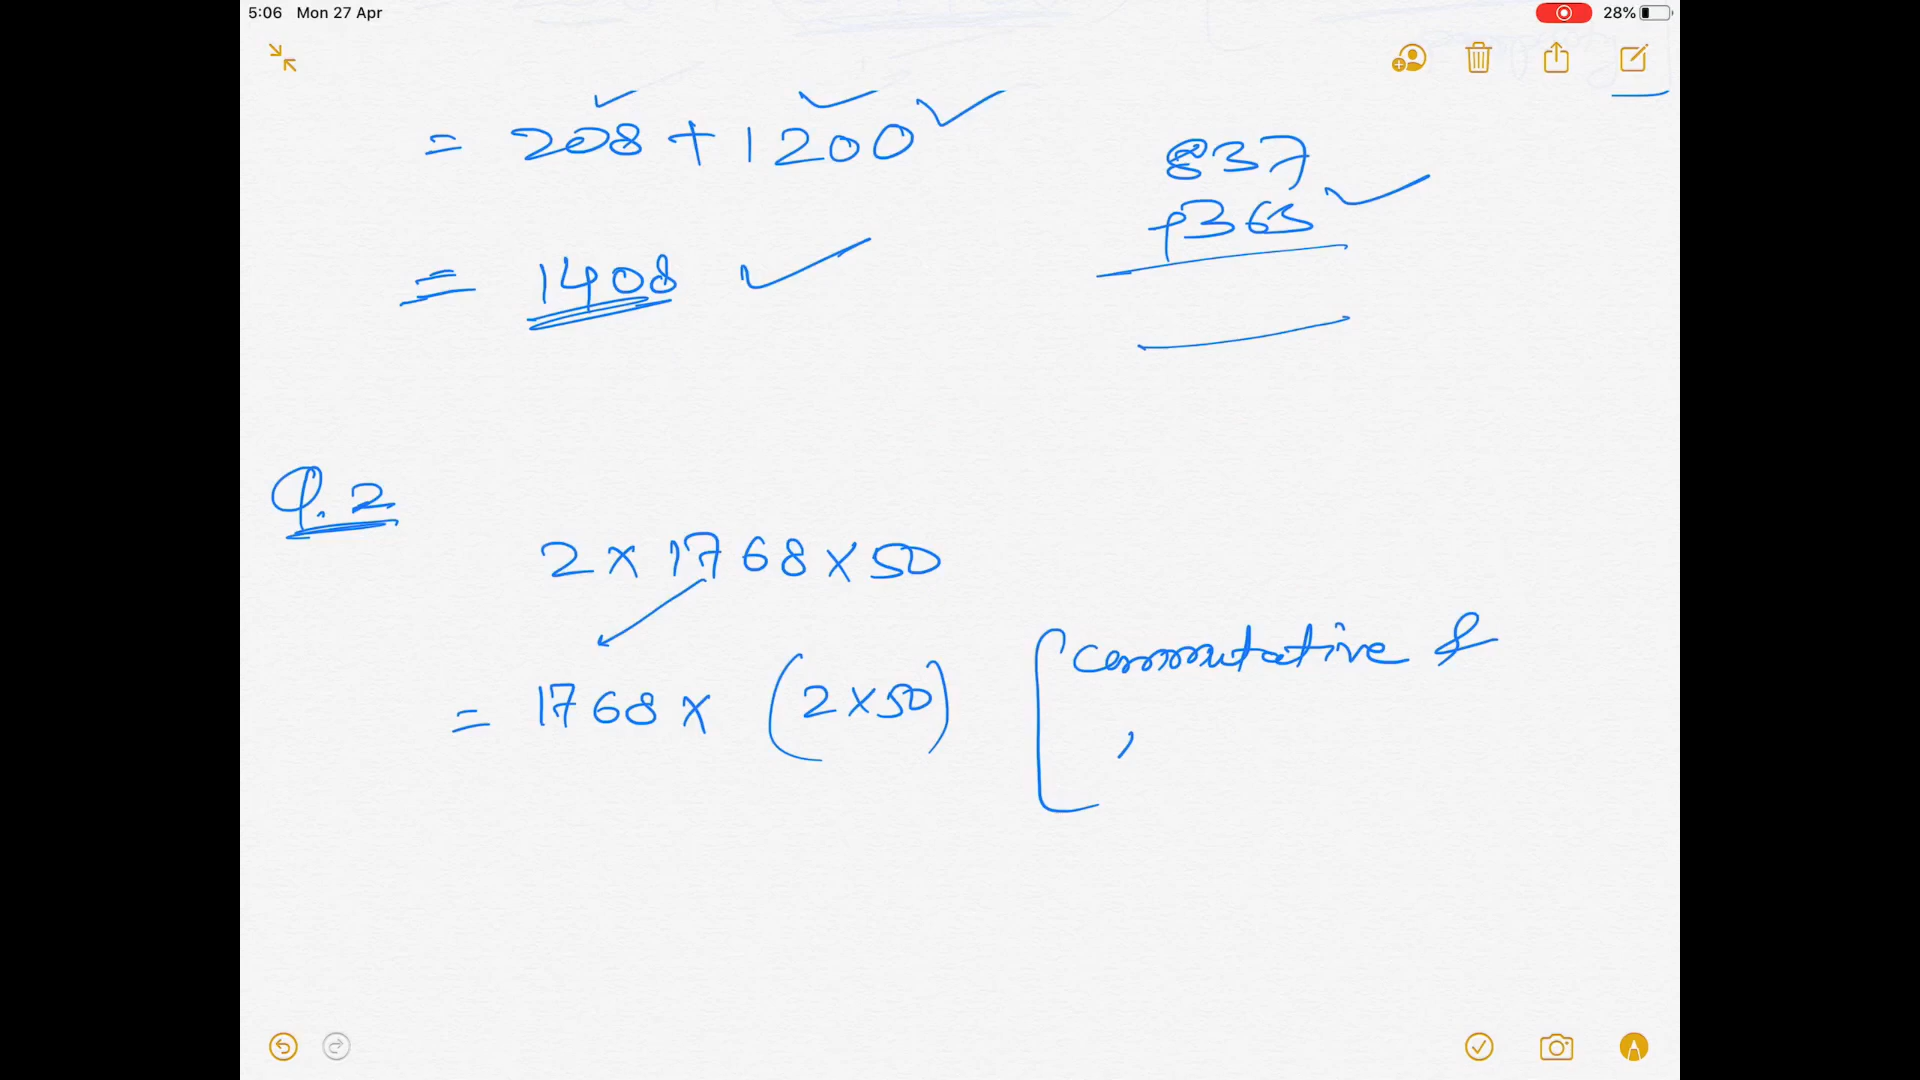 5:06 Mon 27 Apr
28%
= 208 + 1200
= 1408
837
+363
Q.2
2 × 1768 × 50
= 1768 × (2 × 50)
[commutative &